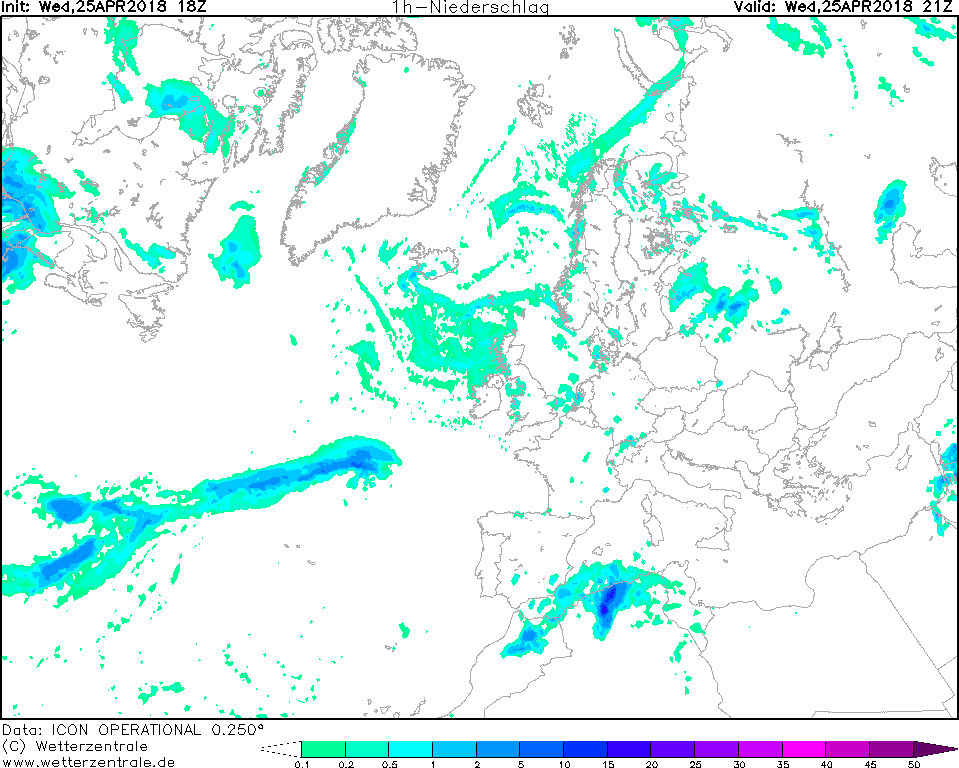 Init: Wed,25APR2018 18Z 1h-Niederschlag Valid: Wed,25APR2018 21Z
Data: ICON OPERATIONAL 0.250°
(C) Wetterzentrale
www.wetterzentrale.de
0.1 0.2 0.5 1 2 5 10 15 20 25 30 35 40 45 50